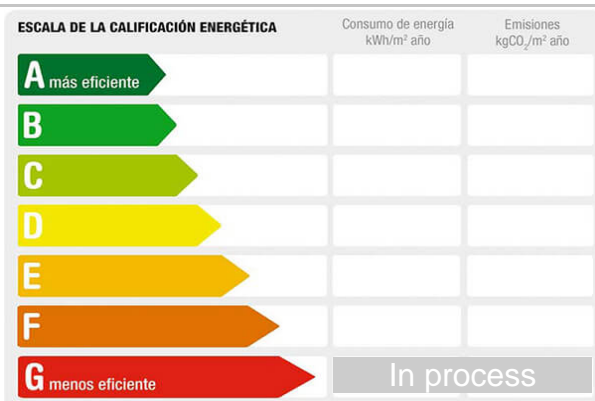 ESCALA DE LA CALIFICACIÓN ENERGÉTICA
Consumo de energía
kWh/m² año
Emisiones
kgCO₂/m² año
A más eficiente
B
C
D
E
F
G menos eficiente
In process